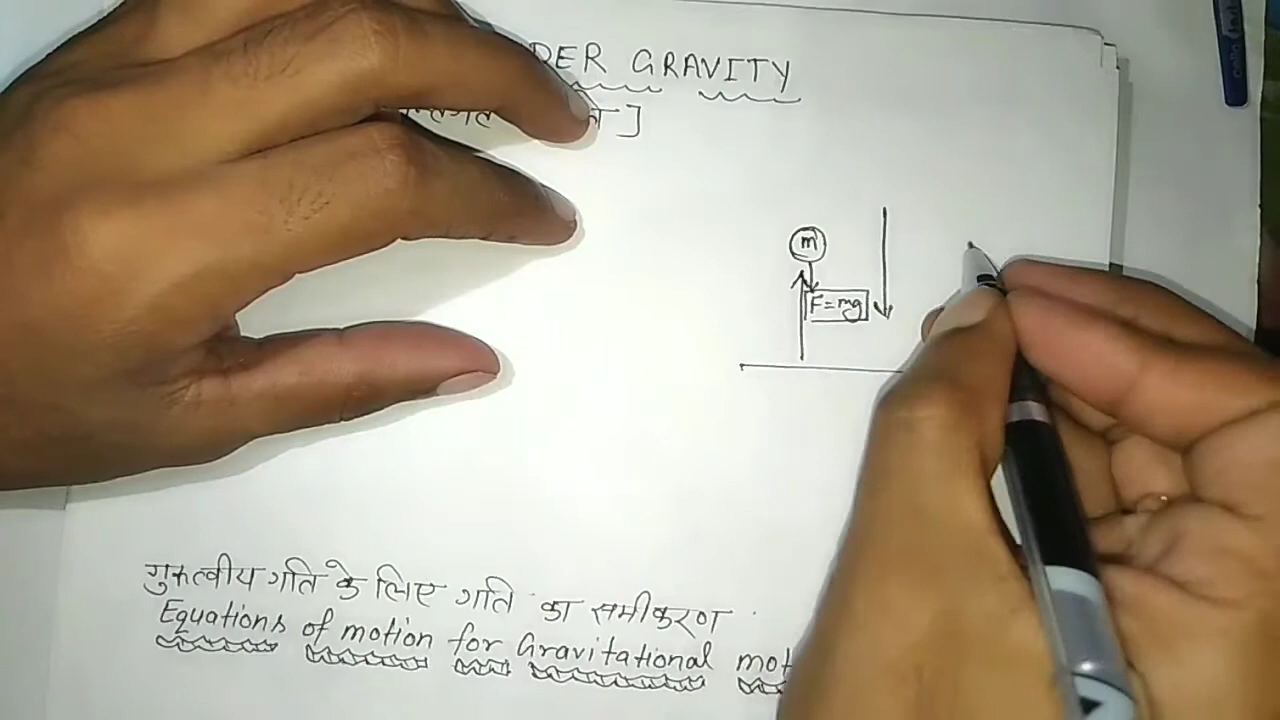 DER GRAVITY
]
m
F=mg
गुरुत्वीय गति के लिए गति का समीकरण
Equations of motion for Gravitational mot